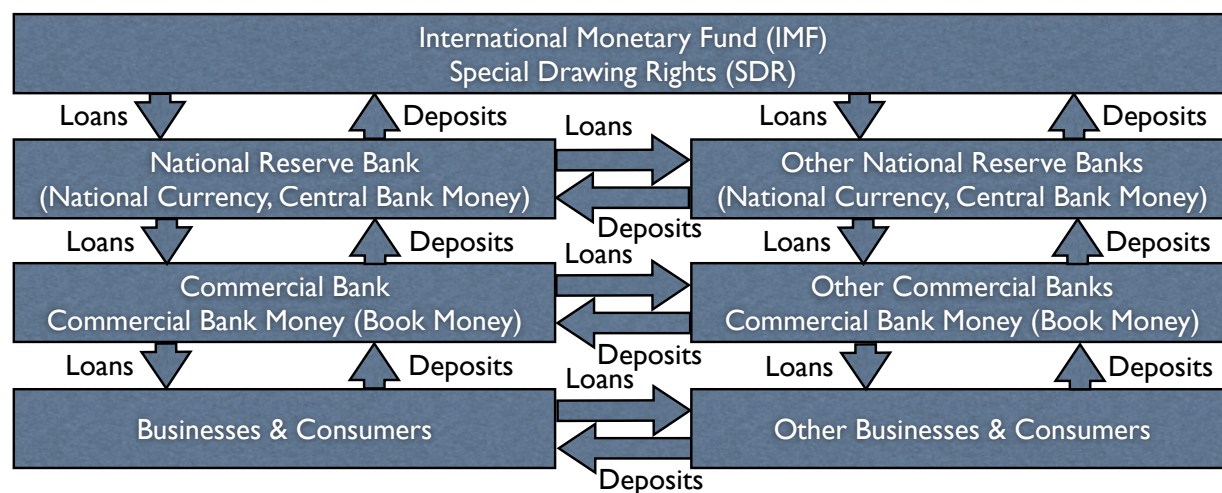 International Monetary Fund (IMF)
Special Drawing Rights (SDR)
Loans
Deposits
Loans
Deposits
Loans
National Reserve Bank
(National Currency, Central Bank Money)
Other National Reserve Banks
(National Currency, Central Bank Money)
Deposits
Loans
Deposits
Loans
Deposits
Loans
Commercial Bank
Commercial Bank Money (Book Money)
Other Commercial Banks
Commercial Bank Money (Book Money)
Deposits
Loans
Deposits
Loans
Deposits
Loans
Businesses & Consumers
Other Businesses & Consumers
Deposits